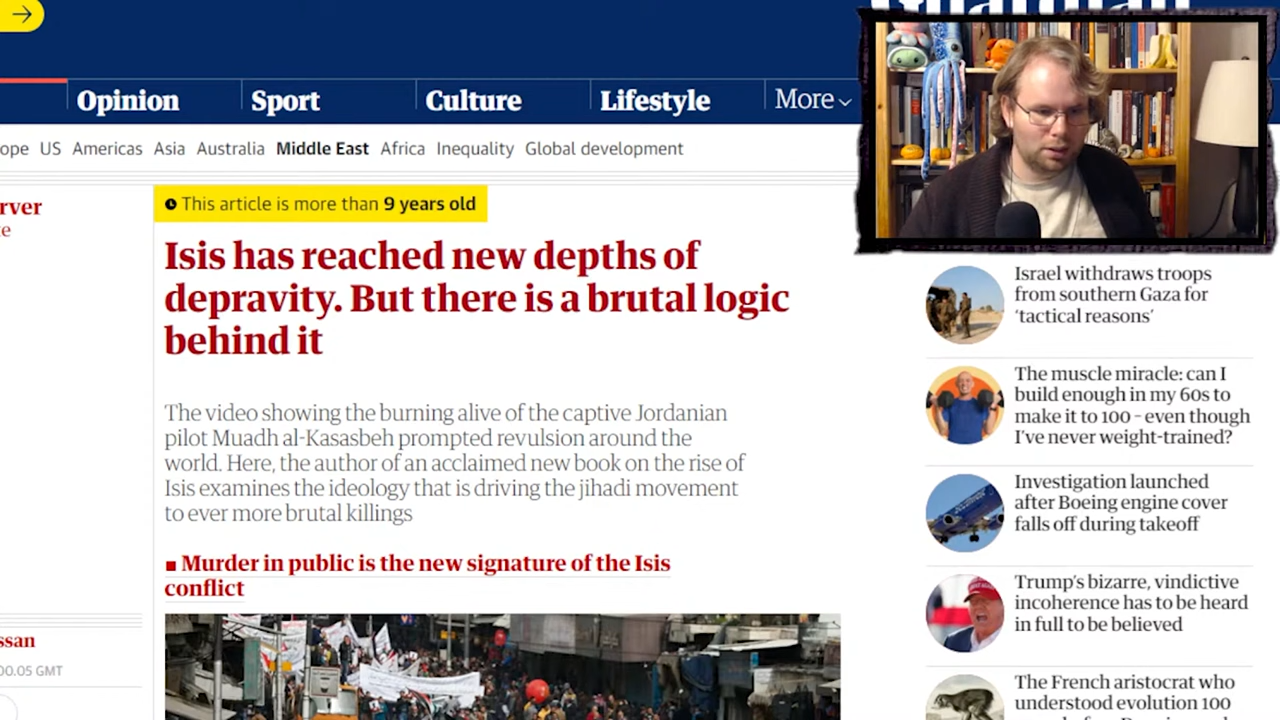 Opinion
Sport
Culture
Lifestyle
More
ope US Americas Asia Australia Middle East Africa Inequality Global development
rver
This article is more than 9 years old
Isis has reached new depths of
depravity. But there is a brutal logic
behind it
The video showing the burning alive of the captive Jordanian
pilot Muadh al-Kasasbeh prompted revulsion around the
world. Here, the author of an acclaimed new book on the rise of
Isis examines the ideology that is driving the jihadi movement
to ever more brutal killings
Murder in public is the new signature of the Isis
conflict
ssan
00.05 GMT
Israel withdraws troops
from southern Gaza for
‘tactical reasons’
The muscle miracle: can I
build enough in my 60s to
make it to 100 – even though
I’ve never weight-trained?
Investigation launched
after Boeing engine cover
falls off during takeoff
Trump’s bizarre, vindictive
incoherence has to be heard
in full to be believed
The French aristocrat who
understood evolution 100